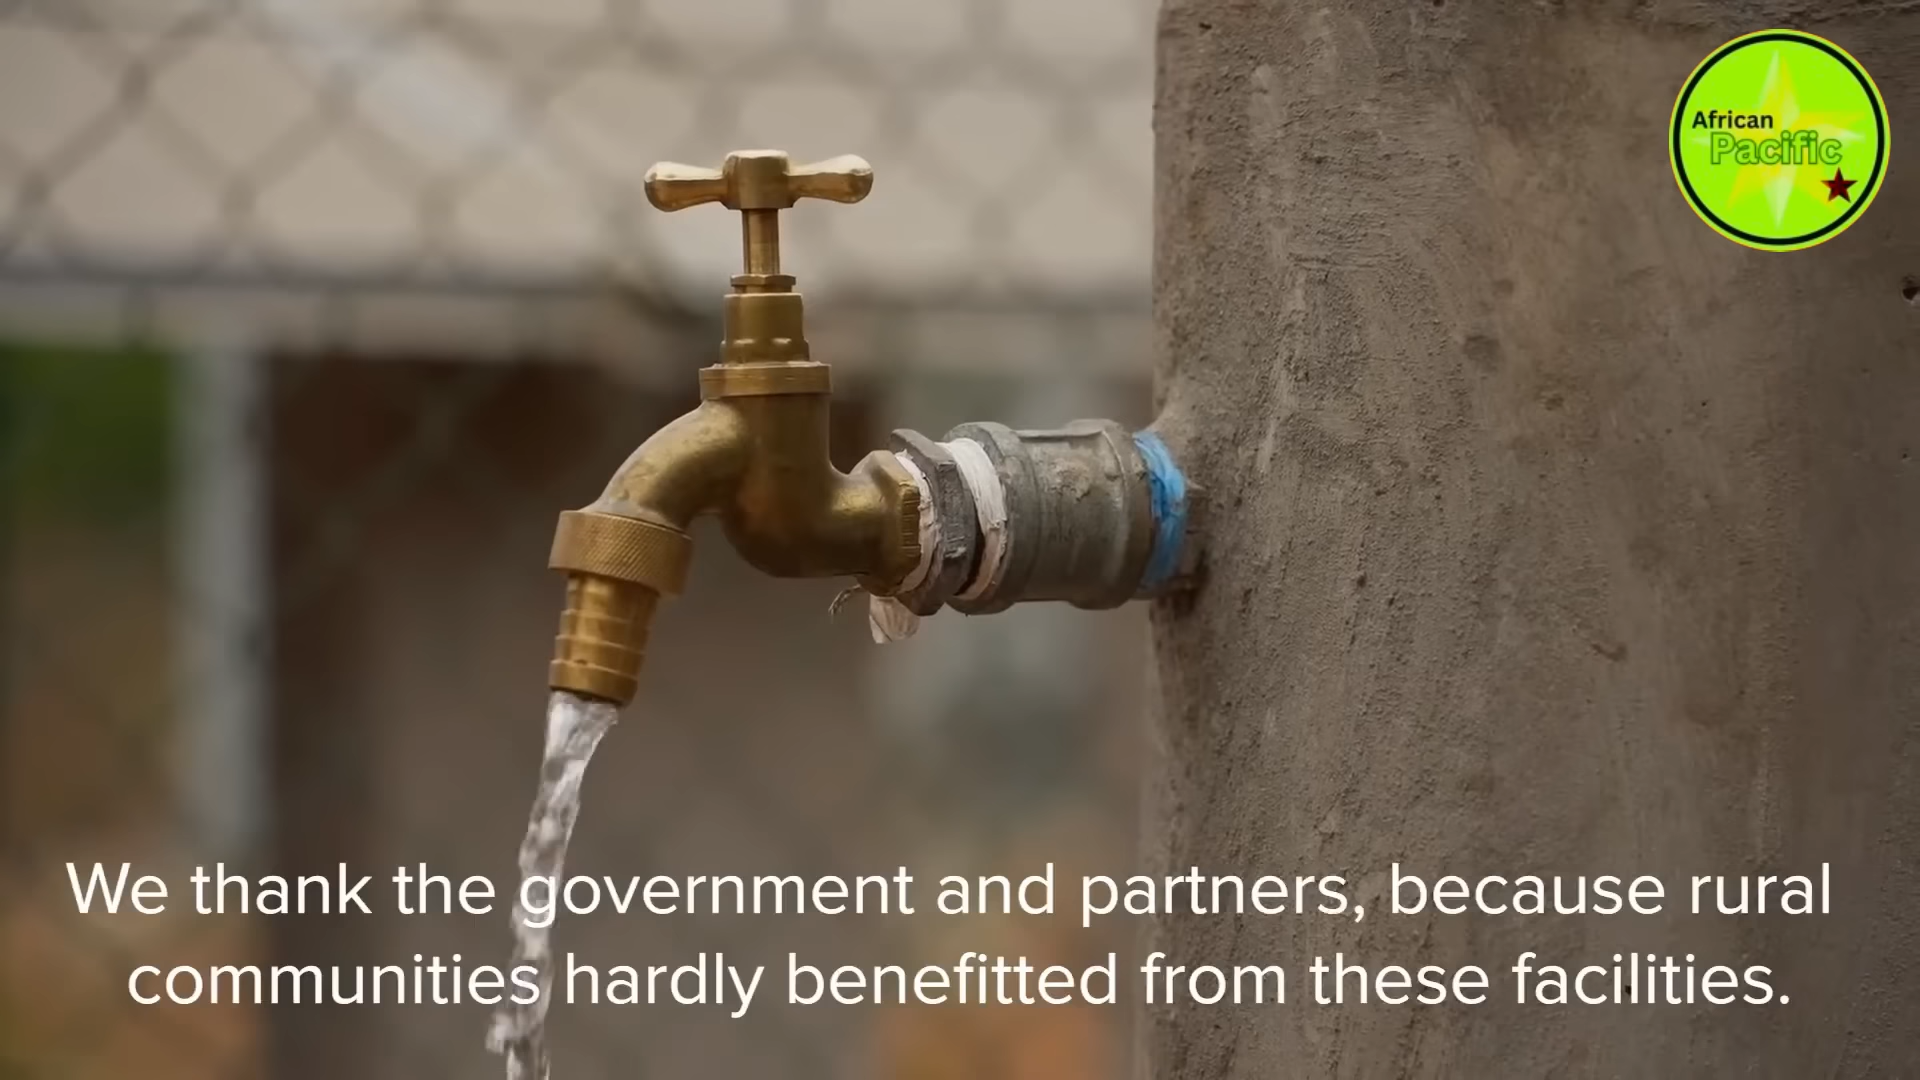 African
Pacific
We thank the government and partners, because rural
communities hardly benefitted from these facilities.